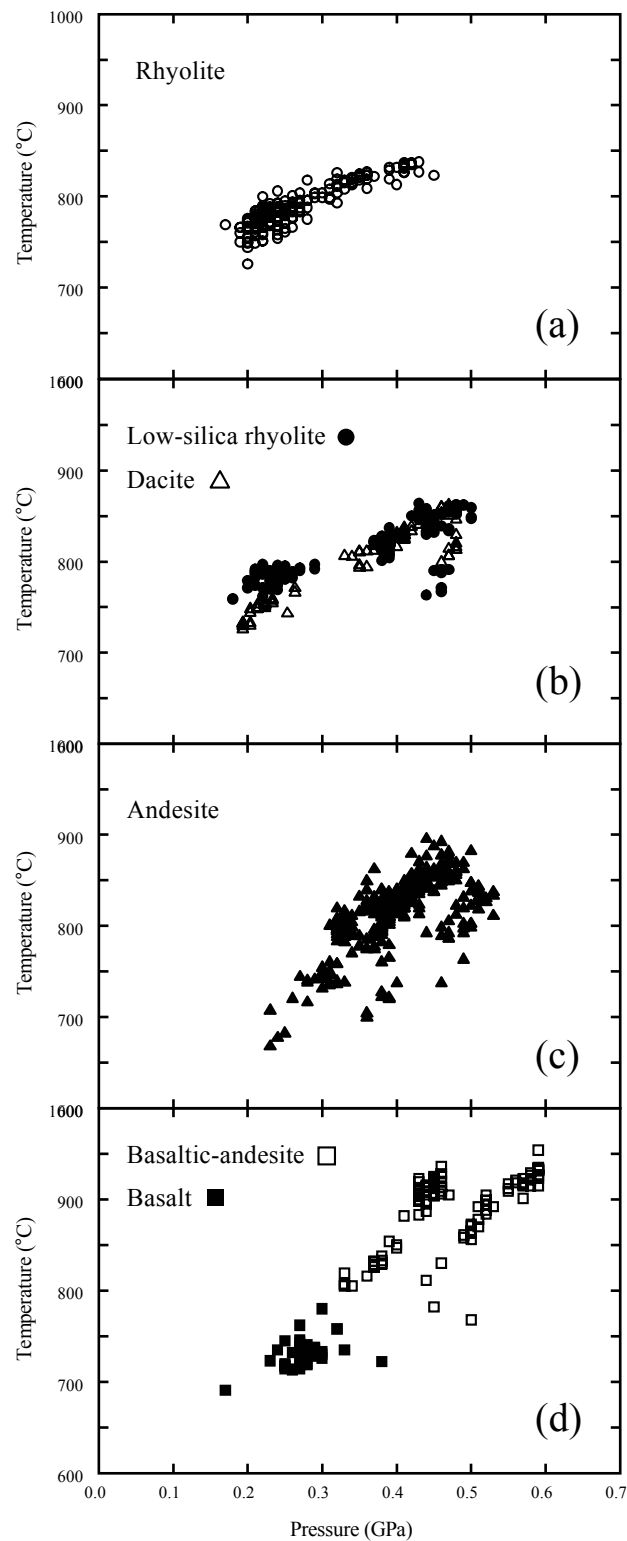 1000
Rhyolite
900
800
700
Temperature (°C)
(a)
1000
600
Low-silica rhyolite
Dacite
900
800
700
Temperature (°C)
(b)
1000
600
Andesite
900
800
700
Temperature (°C)
(c)
1000
600
Basaltic-andesite
Basalt
900
800
700
600
Temperature (°C)
(d)
0.0 0.1 0.2 0.3 0.4 0.5 0.6 0.7
Pressure (GPa)